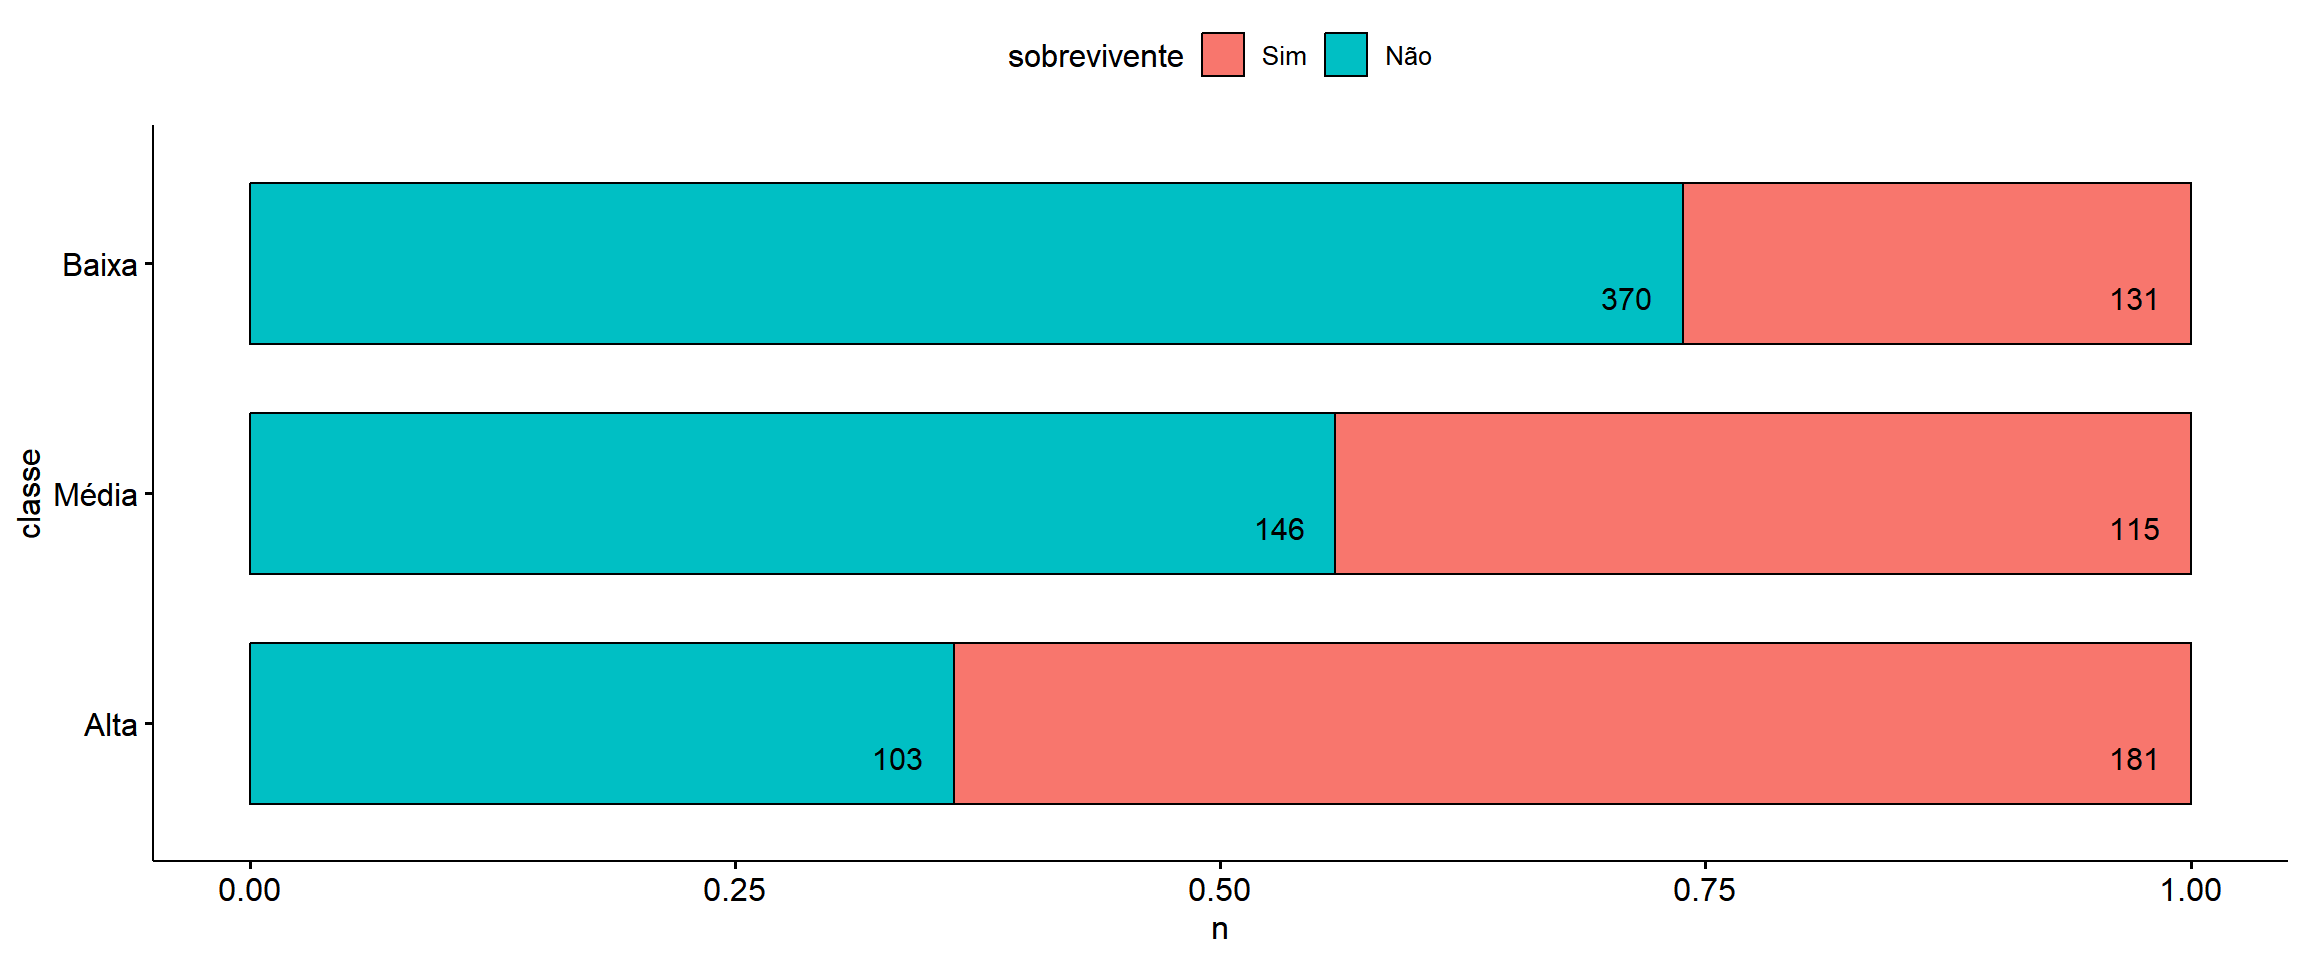 sobrevivente Sim Não
Baixa
370 131
classe
Média
146 115
Alta
103 181
0.00 0.25 0.50 0.75 1.00
n